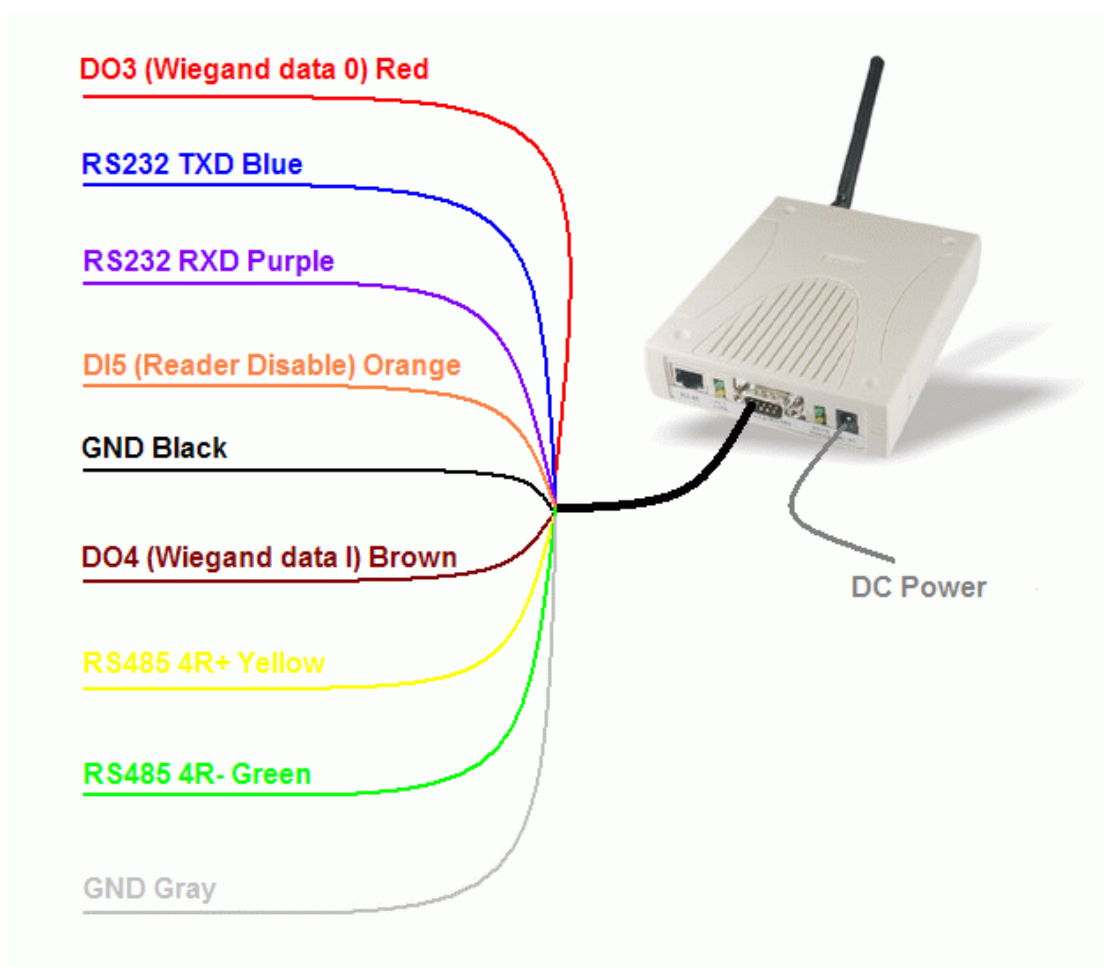 DO3 (Wiegand data 0) Red
RS232 TXD Blue
RS232 RXD Purple
DI5 (Reader Disable) Orange
GND Black
DO4 (Wiegand data I) Brown
DC Power
RS485 4R+ Yellow
RS485 4R- Green
GND Gray